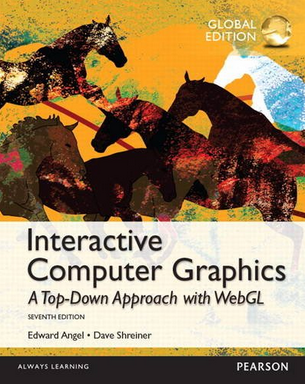 GLOBAL
EDITION
Interactive
Computer Graphics
A Top-Down Approach with WebGL
SEVENTH EDITION
Edward Angel • Dave Shreiner
ALWAYS LEARNING
PEARSON